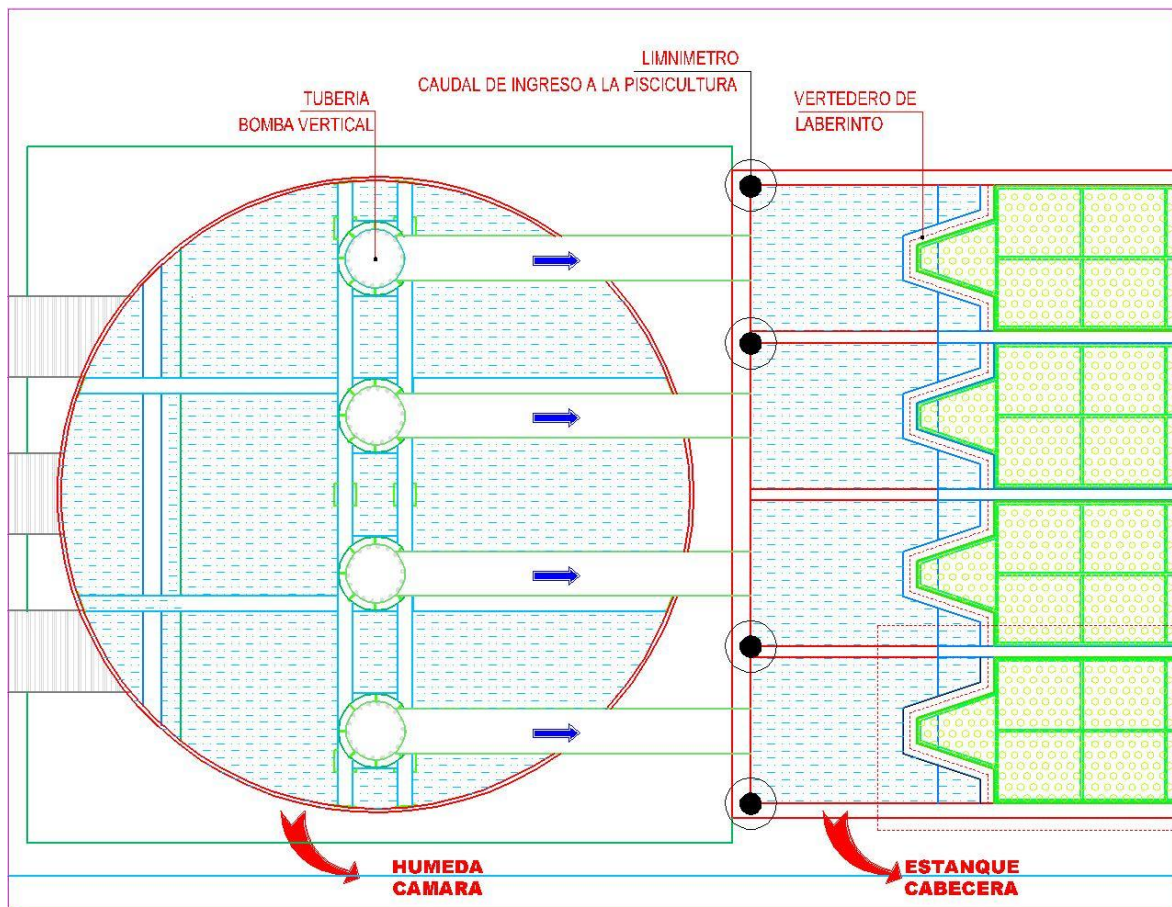 LIMNIMETRO
CAUDAL DE INGRESO A LA PISCICULTURA
TUBERIA
BOMBA VERTICAL
VERTEDERO DE
LABERINTO
HUMEDA
CAMARA
ESTANQUE
CABECERA